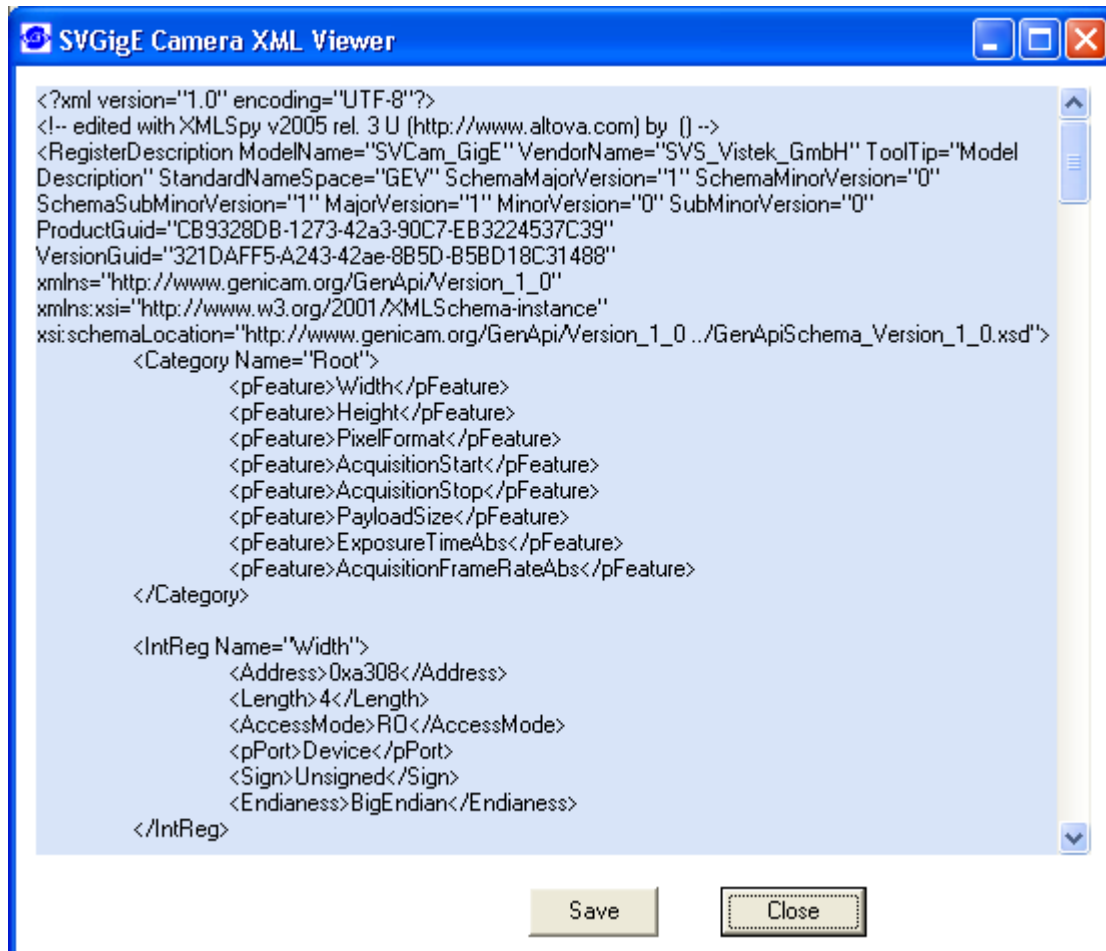 SVGigE Camera XML Viewer
<?xml version="1.0" encoding="UTF-8"?>
<!-- edited with XMLSpy v2005 rel. 3 U (http://www.altova.com) by  () -->
<RegisterDescription ModelName="SVCam_GigE" VendorName="SVS_Vistek_GmbH" ToolTip="Model
Description" StandardNameSpace="GEV" SchemaMajorVersion="1" SchemaMinorVersion="0"
SchemaSubMinorVersion="1" MajorVersion="1" MinorVersion="0" SubMinorVersion="0"
ProductGuid="CB9328DB-1273-42a3-90C7-EB3224537C39"
VersionGuid="321DAFF5-A243-42ae-8B5D-B5BD18C31488"
xmlns="http://www.genicam.org/GenApi/Version_1_0"
xmlns:xsi="http://www.w3.org/2001/XMLSchema-instance"
xsi:schemaLocation="http://www.genicam.org/GenApi/Version_1_0 ../GenApiSchema_Version_1_0.xsd">
<Category Name="Root">
<pFeature>Width</pFeature>
<pFeature>Height</pFeature>
<pFeature>PixelFormat</pFeature>
<pFeature>AcquisitionStart</pFeature>
<pFeature>AcquisitionStop</pFeature>
<pFeature>PayloadSize</pFeature>
<pFeature>ExposureTimeAbs</pFeature>
<pFeature>AcquisitionFrameRateAbs</pFeature>
</Category>
<IntReg Name="Width">
<Address>0xa308</Address>
<Length>4</Length>
<AccessMode>RO</AccessMode>
<pPort>Device</pPort>
<Sign>Unsigned</Sign>
<Endianess>BigEndian</Endianess>
</IntReg>
Save Close